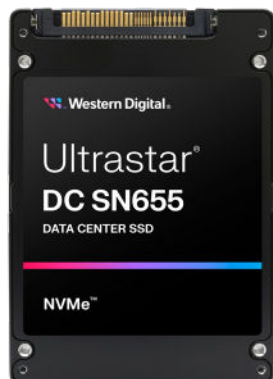 Western Digital®
Ultrastar®
DC SN655
DATA CENTER SSD
NVMe™